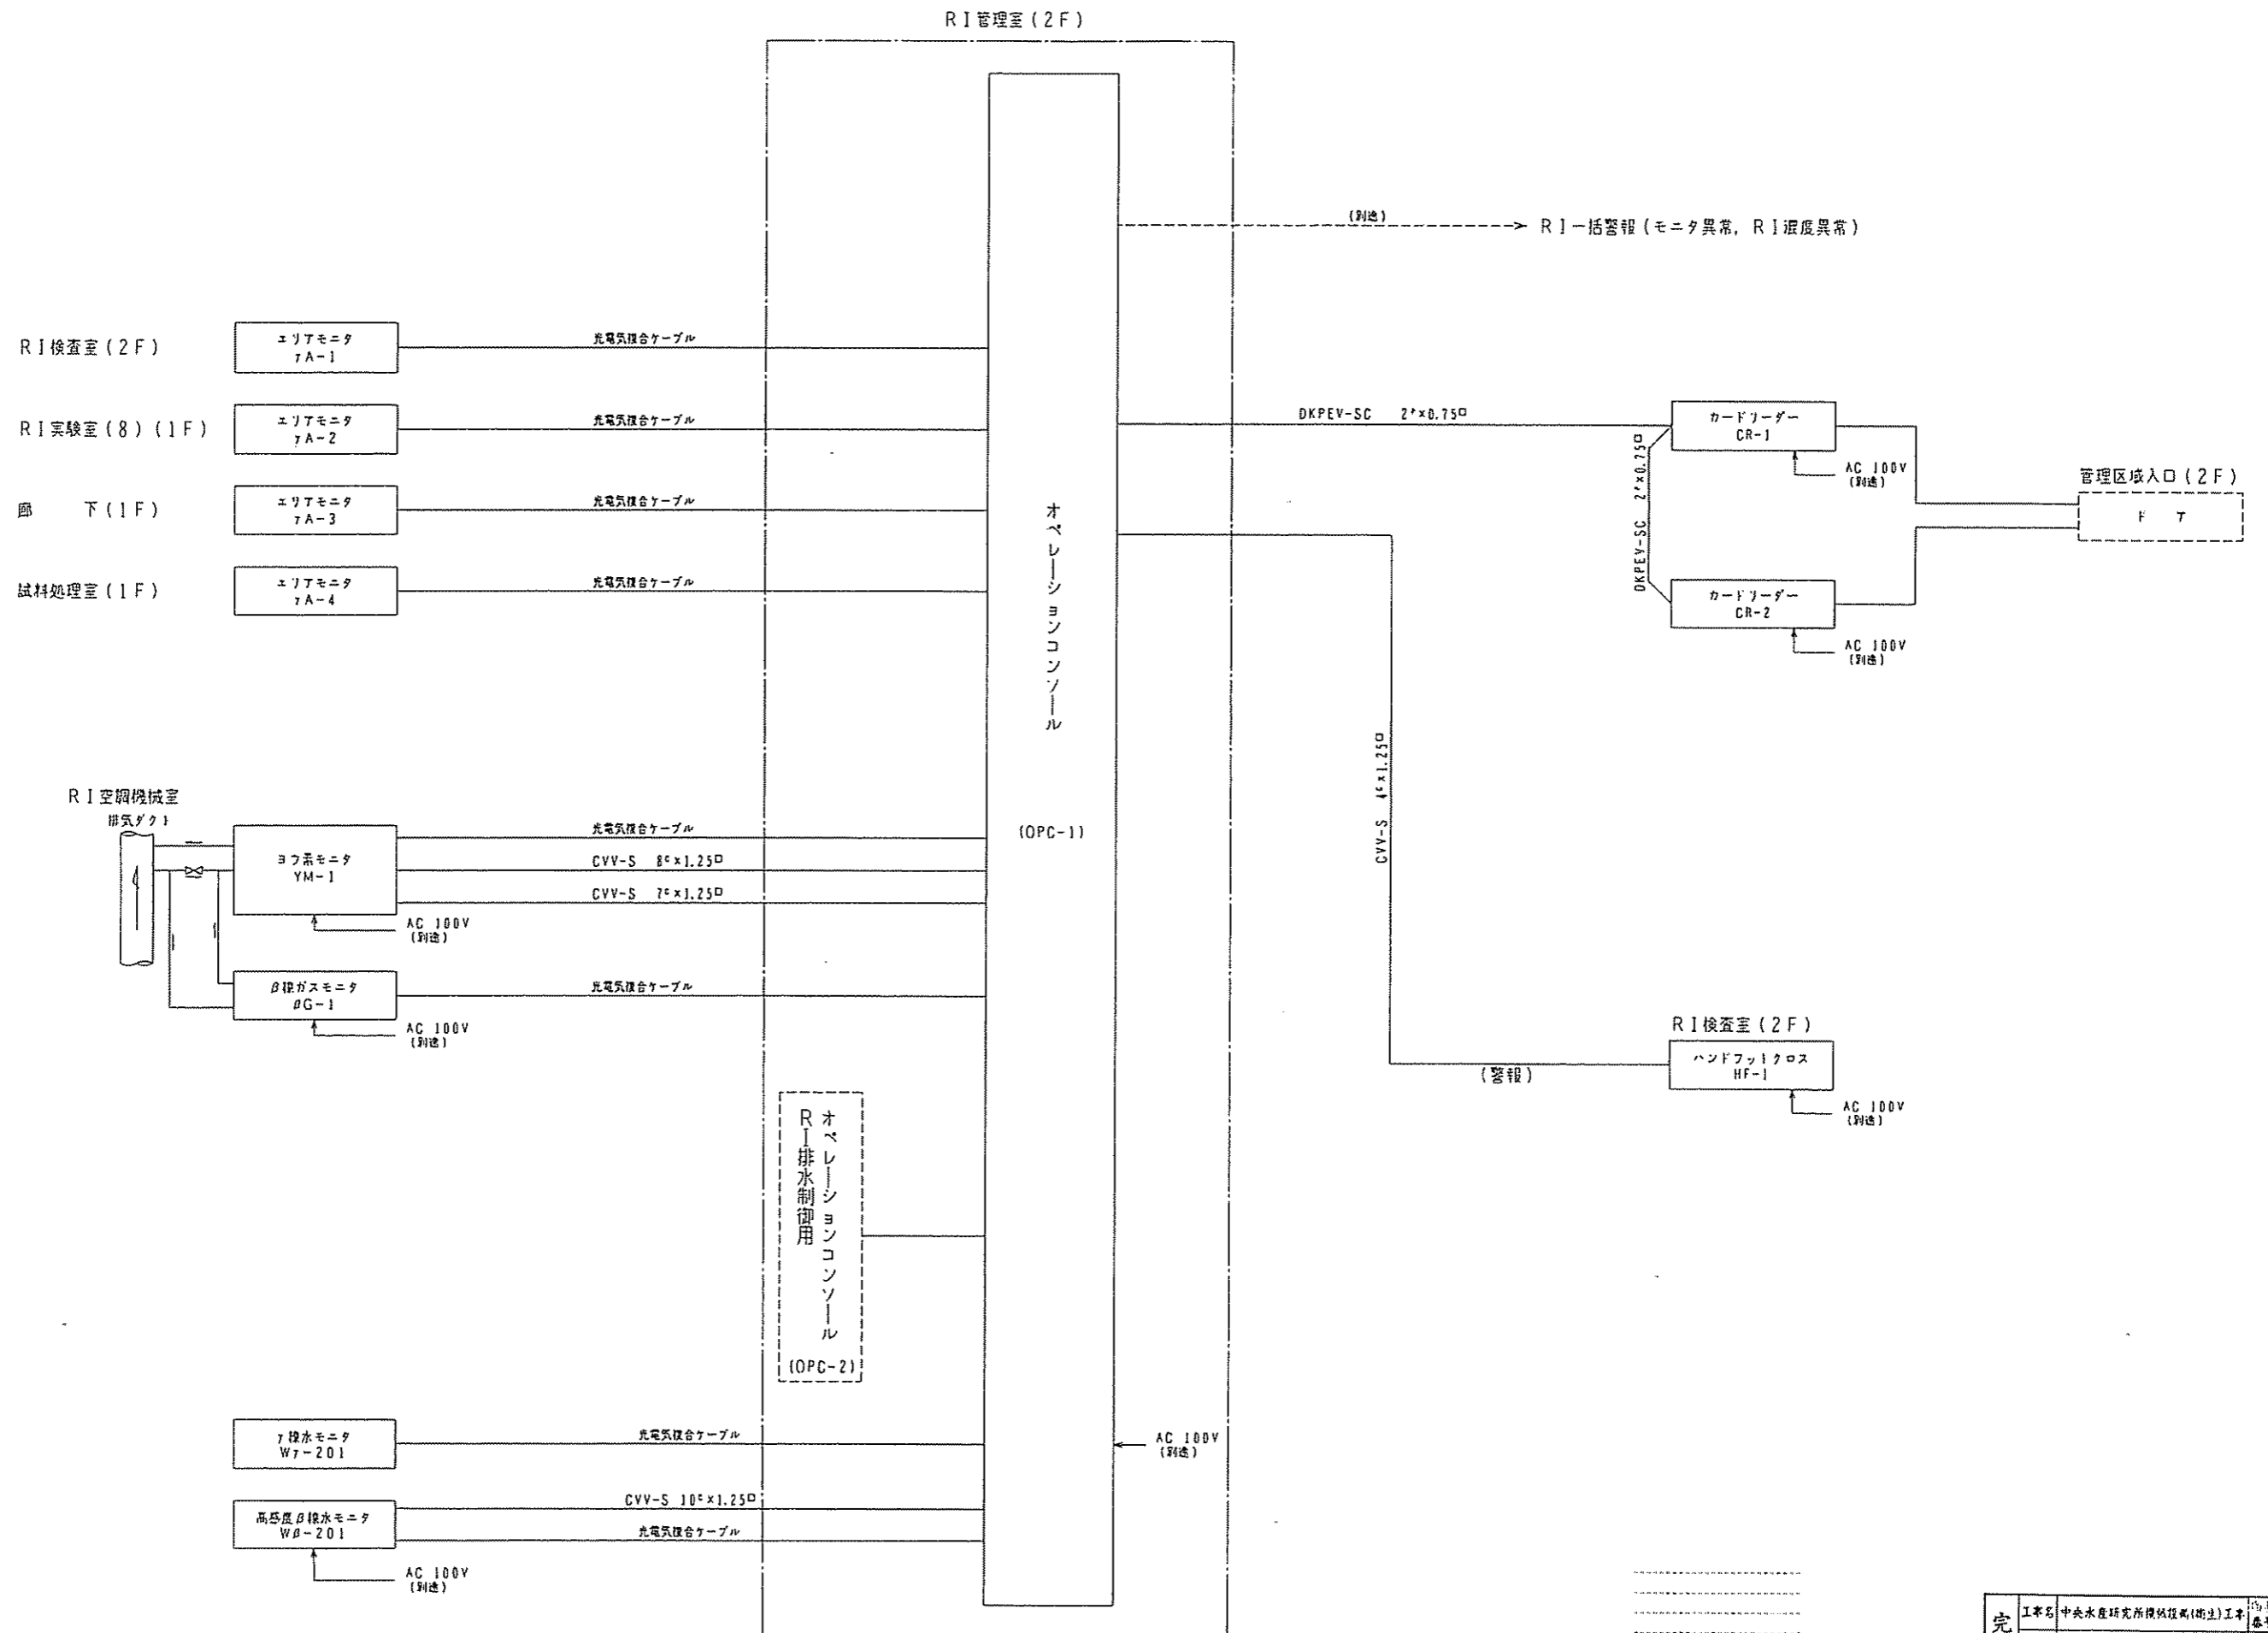 RI管理室(2F)
(別途)
RI一括警報(モニタ異常, RI濃度異常)
RI検査室(2F)
エリアモニタ
γA-1
光電気複合ケーブル
RI実験室(8)(1F)
エリアモニタ
γA-2
光電気複合ケーブル
廊 下(1F)
エリアモニタ
γA-3
光電気複合ケーブル
試料処理室(1F)
エリアモニタ
γA-4
光電気複合ケーブル
オペレーションコンソール
(OPC-1)
DKPEV-SC 2ᴾ×0.75□
DKPEV-SC 2ᴾ×0.75□
カードリーダー
CR-1
AC 100V
(別途)
管理区域入口(2F)
ドア
カードリーダー
CR-2
AC 100V
(別途)
CVV-S 4ᶜ×1.25□
RI空調機械室
排気ダクト
ヨウ素モニタ
YM-1
光電気複合ケーブル
CVV-S 8ᶜ×1.25□
CVV-S 7ᶜ×1.25□
AC 100V
(別途)
β線ガスモニタ
βG-1
光電気複合ケーブル
AC 100V
(別途)
RI検査室(2F)
ハンドフットクロス
HF-1
(警報)
AC 100V
(別途)
オペレーションコンソール
RI排水制御用
(OPC-2)
γ線水モニタ
Wγ-201
光電気複合ケーブル
AC 100V
(別途)
高感度β線水モニタ
Wβ-201
CVV-S 10ᶜ×1.25□
光電気複合ケーブル
AC 100V
(別途)
完
工事名
中央水産研究所機械設備(衛生)工事